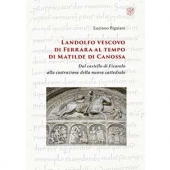 Luciano Bigoiani
LANDOLFO VESCOVO
DI FERRARA AL TEMPO
DI MATILDE DI CANOSSA
Dal castello di Ficarolo
alla costruzione della nuova cattedrale